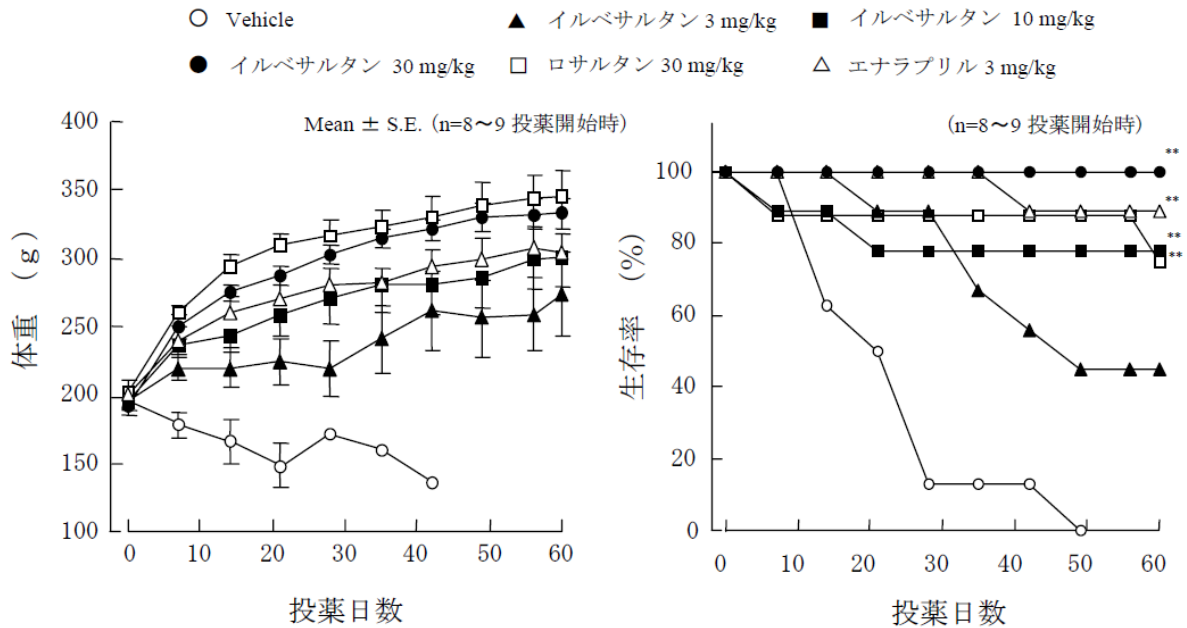 Vehicle イルベサルタン 3 mg/kg イルベサルタン 10 mg/kg
イルベサルタン 30 mg/kg ロサルタン 30 mg/kg エナラプリル 3 mg/kg
Mean ± S.E. (n=8〜9 投薬開始時)
400
350
300
250
200
150
100
体重 (g)
0 10 20 30 40 50 60
投薬日数
(n=8〜9 投薬開始時)
100
80
60
40
20
0
生存率 (%)
**
**
**
**
0 10 20 30 40 50 60
投薬日数